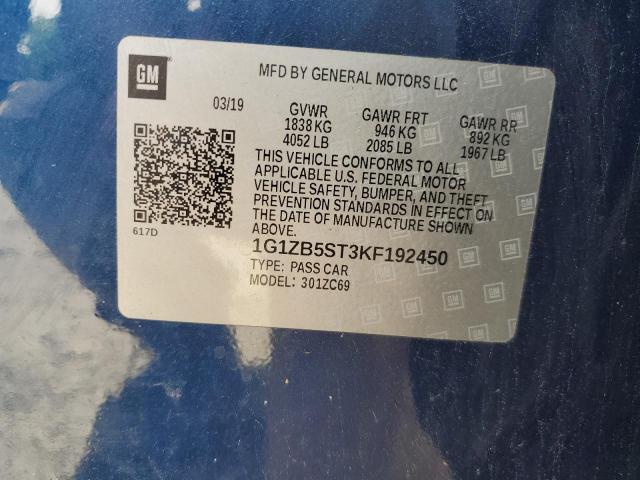 GM
MFD BY GENERAL MOTORS LLC
03/19
GVWR
1838 KG
4052 LB
GAWR FRT
946 KG
2085 LB
GAWR RR
892 KG
1967 LB
THIS VEHICLE CONFORMS TO ALL
APPLICABLE U.S. FEDERAL MOTOR
VEHICLE SAFETY, BUMPER, AND THEFT
PREVENTION STANDARDS IN EFFECT ON
THE DATE OF MANUFACTURE SHOWN
ABOVE.
617D
1G1ZB5ST3KF192450
TYPE: PASS CAR
MODEL: 301ZC69